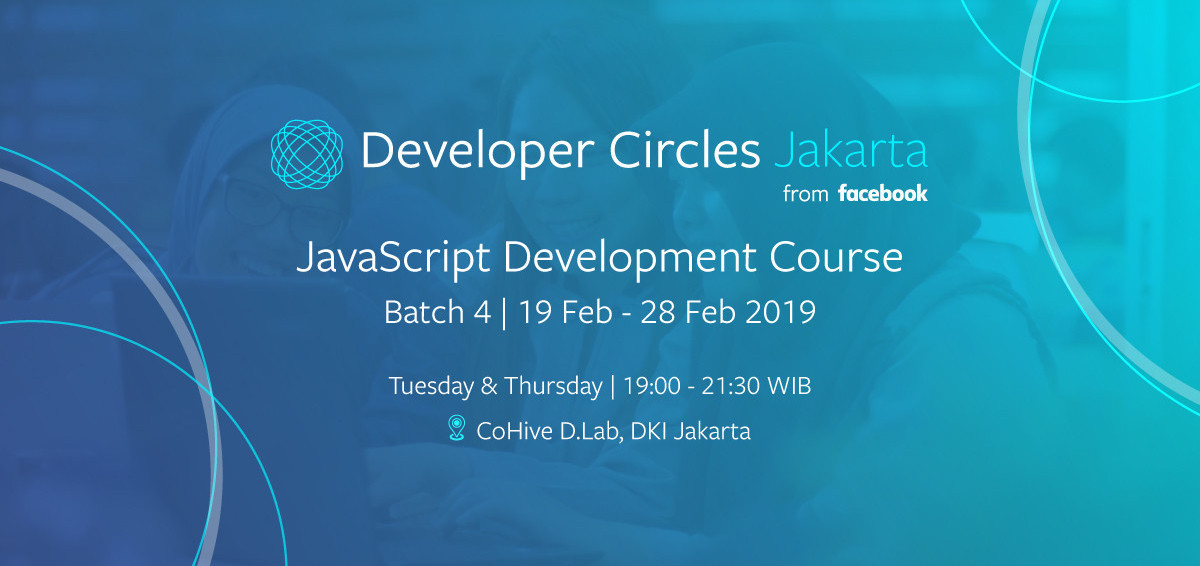 Developer Circles Jakarta
from facebook
JavaScript Development Course
Batch 4 | 19 Feb - 28 Feb 2019
Tuesday & Thursday | 19:00 - 21:30 WIB
CoHive D.Lab, DKI Jakarta